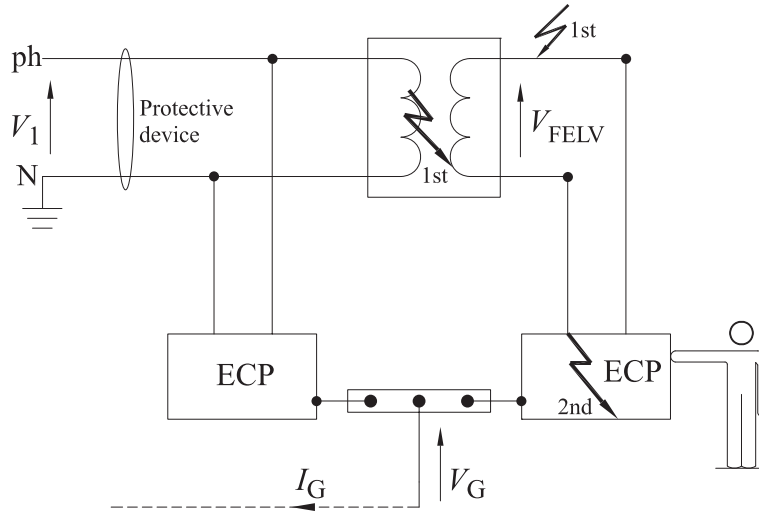 ph
1st
V1
Protective
device
VFELV
N
1st
ECP
ECP
2nd
IG
VG